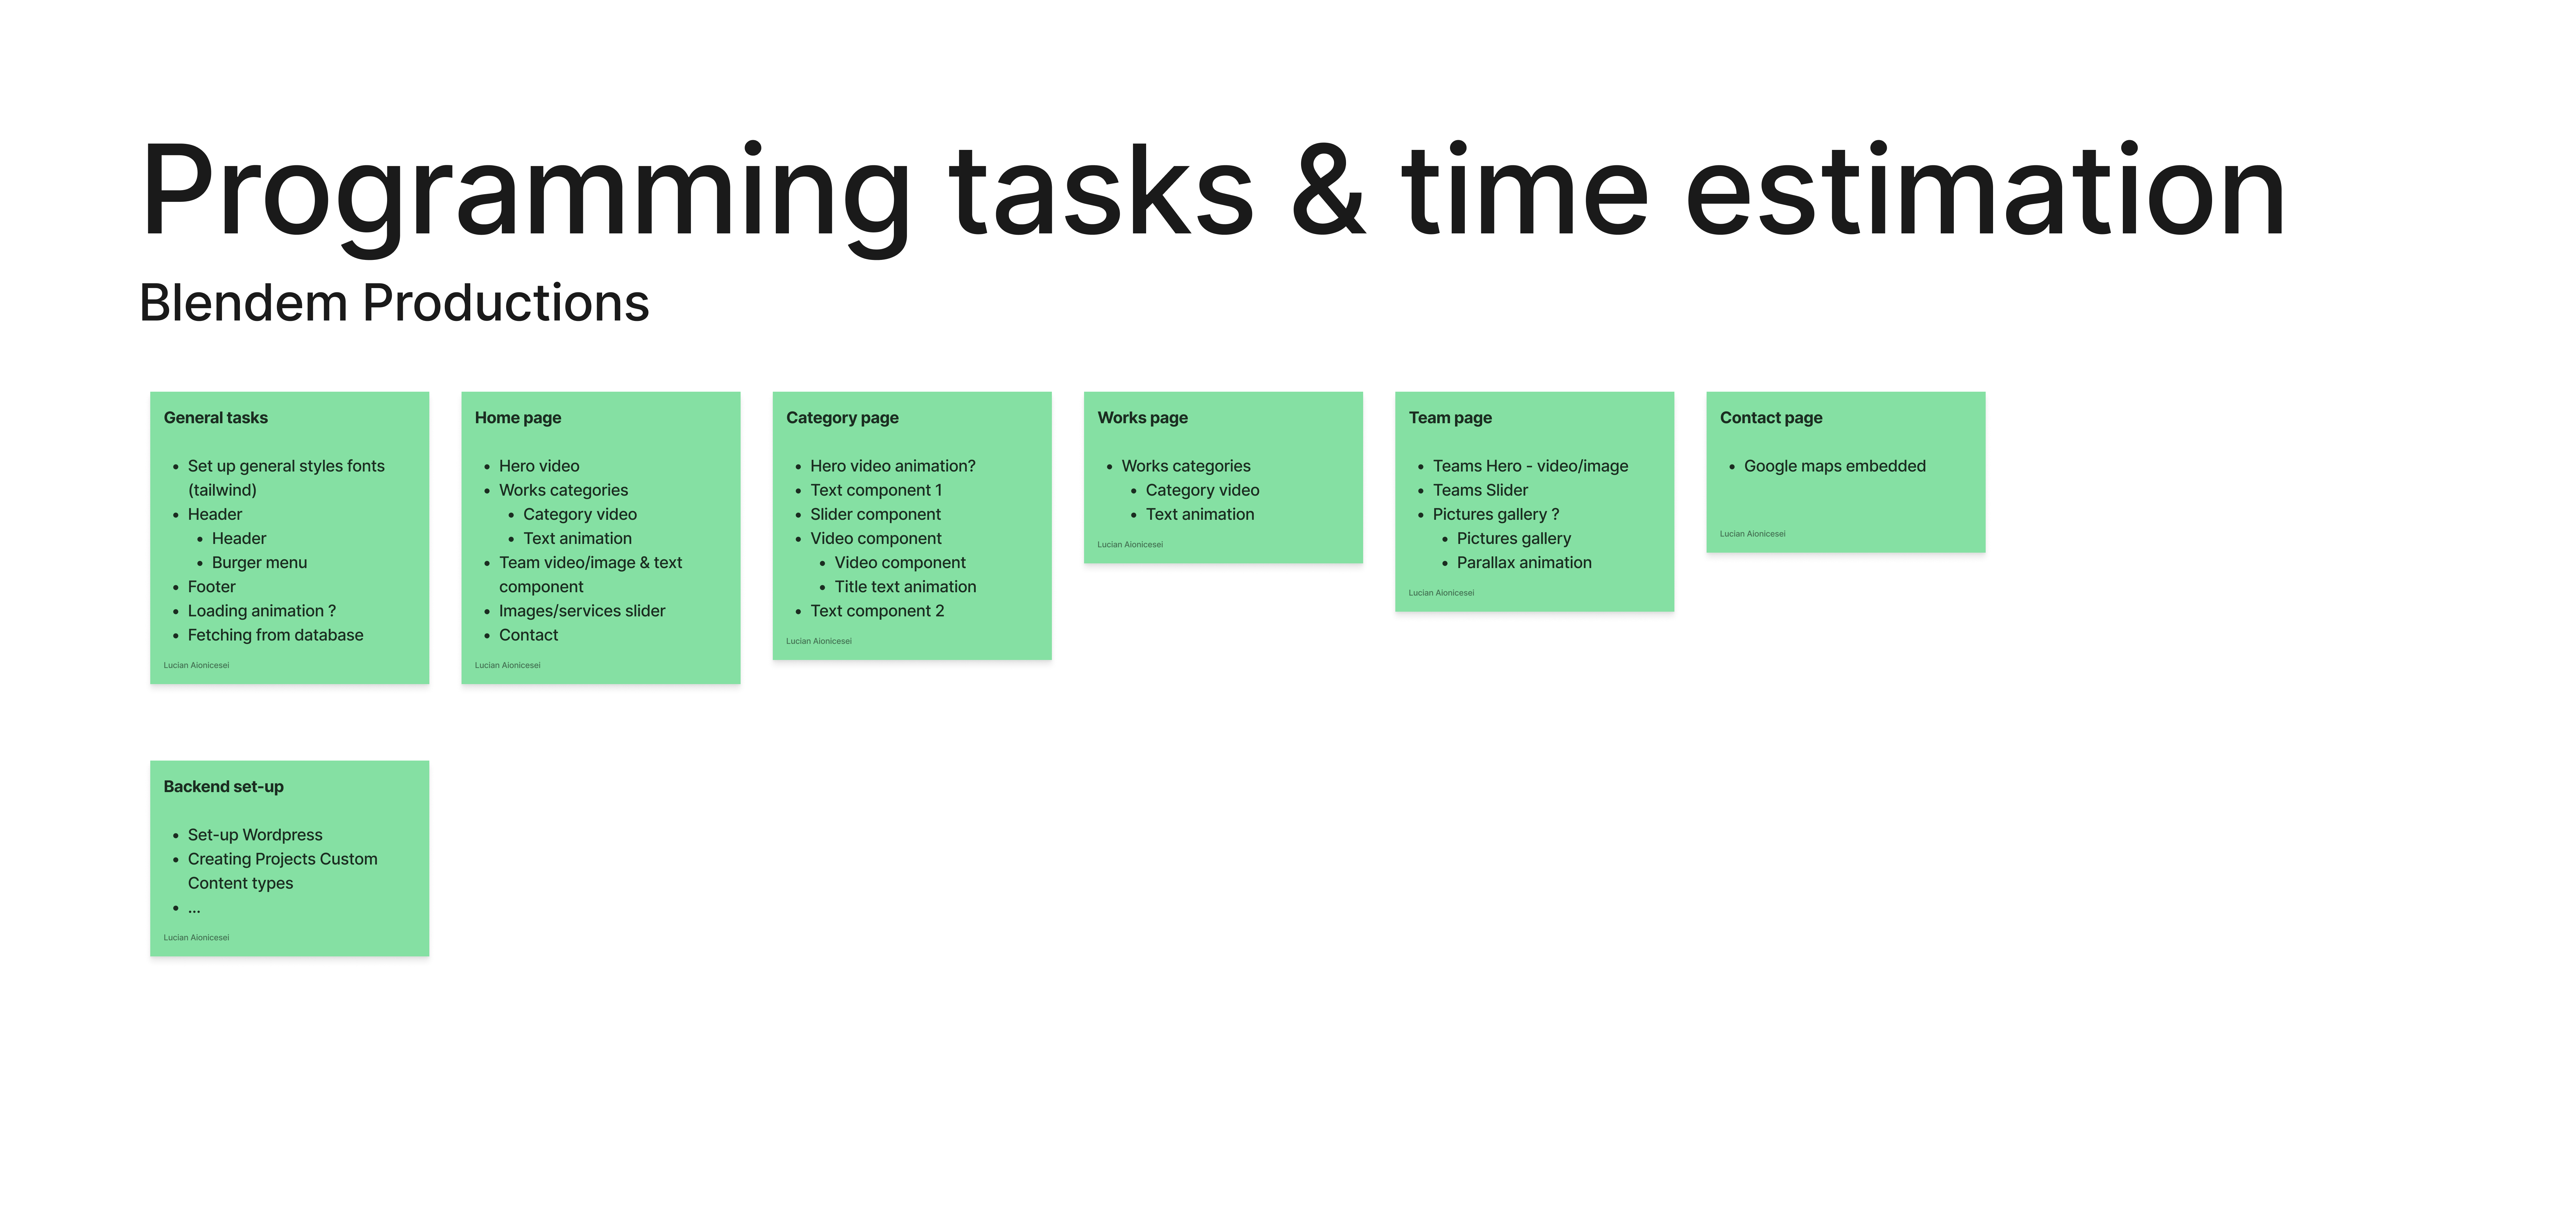 Programming tasks & time estimation
Blendem Productions
General tasks
• Set up general styles fonts
(tailwind)
• Header
• Header
• Burger menu
• Footer
• Loading animation ?
• Fetching from database
Lucian Aionicesei
Home page
• Hero video
• Works categories
• Category video
• Text animation
• Team video/image & text
component
• Images/services slider
• Contact
Lucian Aionicesei
Category page
• Hero video animation?
• Text component 1
• Slider component
• Video component
• Video component
• Title text animation
• Text component 2
Lucian Aionicesei
Works page
• Works categories
• Category video
• Text animation
Lucian Aionicesei
Team page
• Teams Hero - video/image
• Teams Slider
• Pictures gallery ?
• Pictures gallery
• Parallax animation
Lucian Aionicesei
Contact page
• Google maps embedded
Lucian Aionicesei
Backend set-up
• Set-up Wordpress
• Creating Projects Custom
Content types
• ...
Lucian Aionicesei